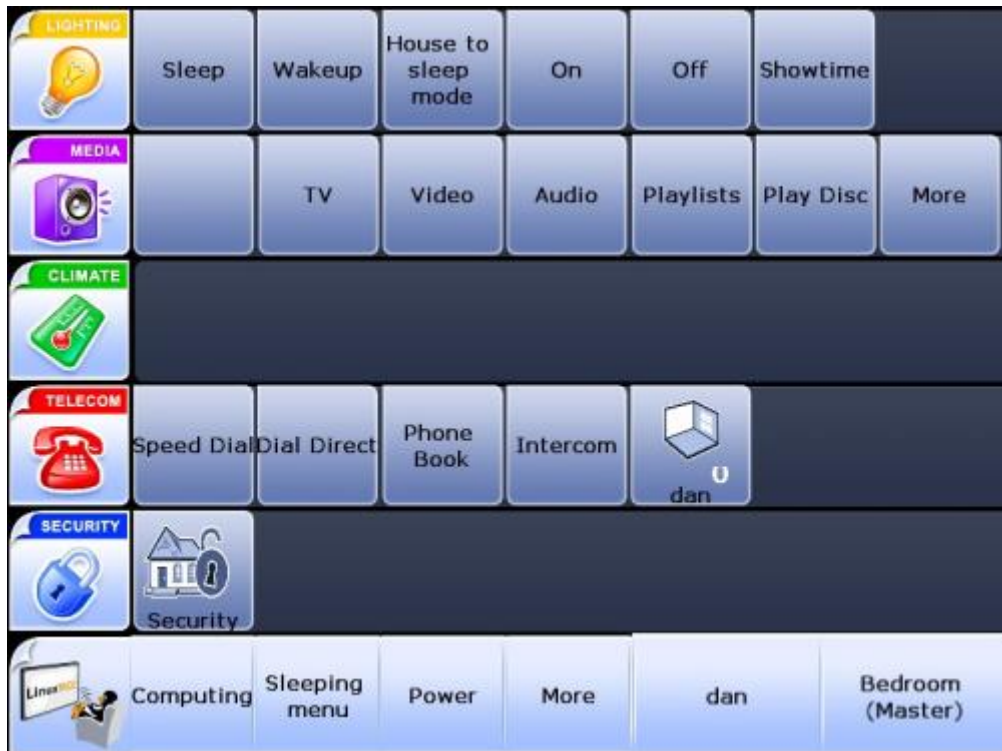 LIGHTING
Sleep
Wakeup
House to
sleep
mode
On
Off
Showtime
MEDIA
TV
Video
Audio
Playlists
Play Disc
More
CLIMATE
TELECOM
Speed Dial
Dial Direct
Phone
Book
Intercom
U
dan
SECURITY
Security
LinuxMCE
Computing
Sleeping
menu
Power
More
dan
Bedroom
(Master)